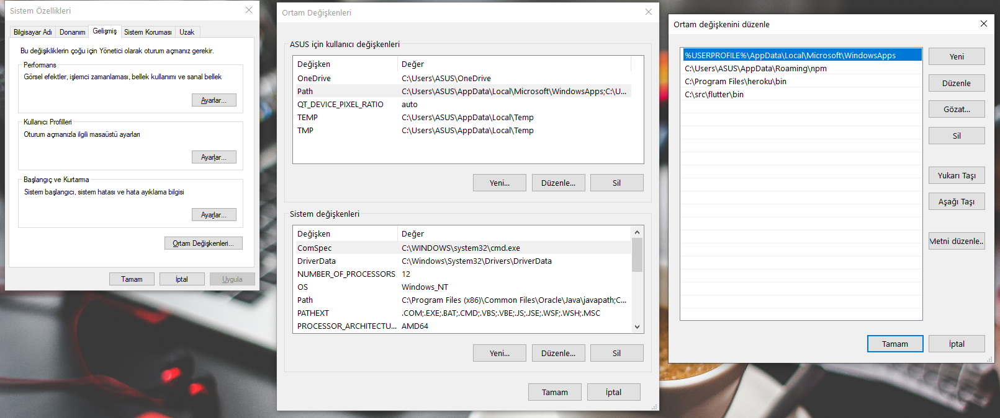 Sistem Özellikleri
Bilgisayar Adı Donanım Gelişmiş Sistem Koruması Uzak
Bu değişikliklerin çoğu için Yönetici olarak oturum açmanız gerekir.
Performans
Görsel efektler, işlemci zamanlaması, bellek kullanımı ve sanal bellek
Ayarlar...
Kullanıcı Profilleri
Oturum açmanızla ilgili masaüstü ayarları
Ayarlar...
Başlangıç ve Kurtarma
Sistem başlangıcı, sistem hatası ve hata ayıklama bilgisi
Ayarlar...
Ortam Değişkenleri...
Tamam İptal Uygula
Ortam Değişkenleri
ASUS için kullanıcı değişkenleri
Değişken Değer
OneDrive C:\Users\ASUS\OneDrive
Path C:\Users\ASUS\AppData\Local\Microsoft\WindowsApps;C:\U...
QT_DEVICE_PIXEL_RATIO auto
TEMP C:\Users\ASUS\AppData\Local\Temp
TMP C:\Users\ASUS\AppData\Local\Temp
Yeni... Düzenle... Sil
Sistem değişkenleri
Değişken Değer
ComSpec C:\WINDOWS\system32\cmd.exe
DriverData C:\Windows\System32\Drivers\DriverData
NUMBER_OF_PROCESSORS 12
OS Windows_NT
Path C:\Program Files (x86)\Common Files\Oracle\Java\javapath;C...
PATHEXT .COM;.EXE;.BAT;.CMD;.VBS;.VBE;.JS;.JSE;.WSF;.WSH;.MSC
PROCESSOR_ARCHITECTU... AMD64
Yeni... Düzenle... Sil
Tamam İptal
Ortam değişkenini düzenle
%USERPROFILE%\AppData\Local\Microsoft\WindowsApps
C:\Users\ASUS\AppData\Roaming\npm
C:\Program Files\heroku\bin
C:\src\flutter\bin
Yeni
Düzenle
Gözat...
Sil
Yukarı Taşı
Aşağı Taşı
Metni düzenle..
Tamam İptal